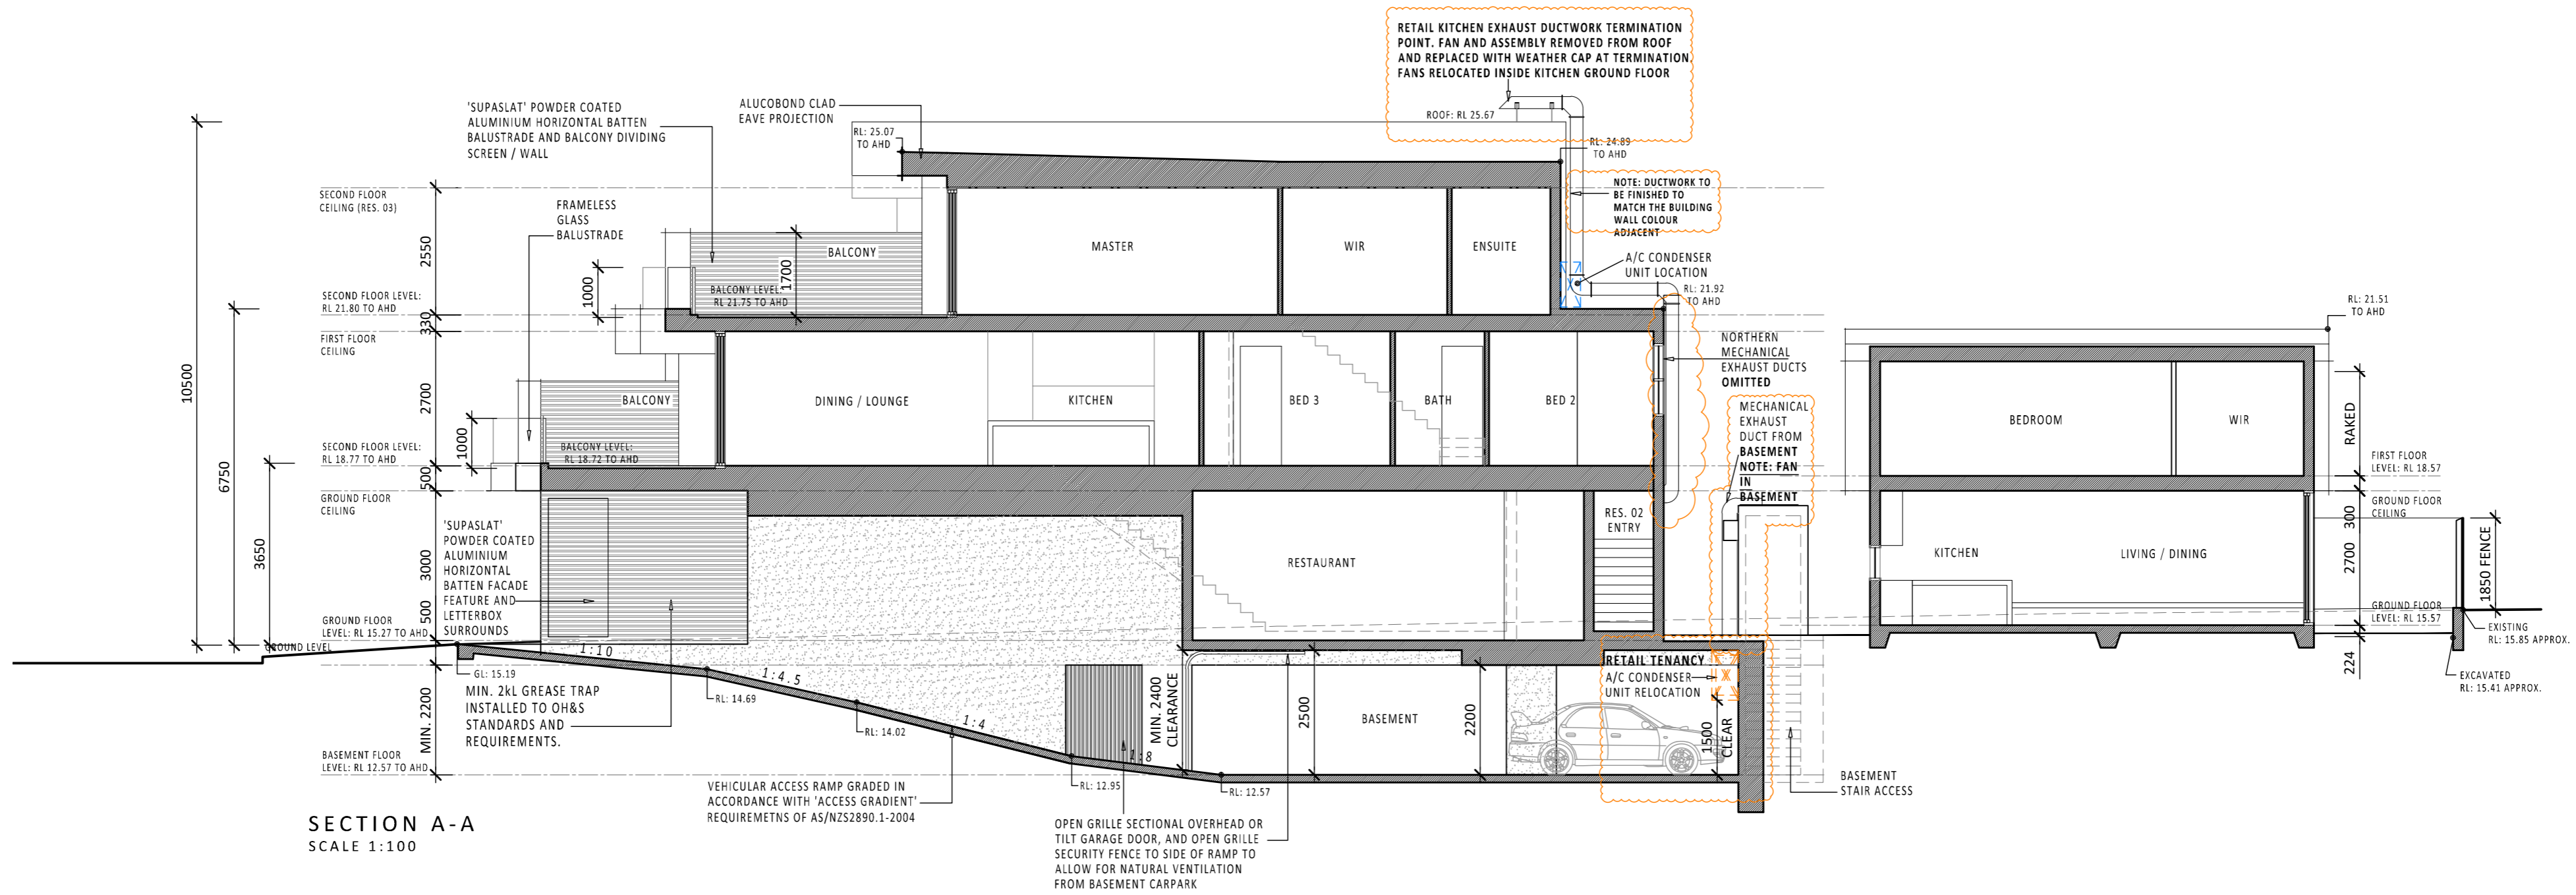 RETAIL KITCHEN EXHAUST DUCTWORK TERMINATION
POINT. FAN AND ASSEMBLY REMOVED FROM ROOF
AND REPLACED WITH WEATHER CAP AT TERMINATION.
FANS RELOCATED INSIDE KITCHEN GROUND FLOOR
'SUPASLAT' POWDER COATED
ALUMINIUM HORIZONTAL BATTEN
BALUSTRADE AND BALCONY DIVIDING
SCREEN / WALL
ALUCOBOND CLAD
EAVE PROJECTION
RL: 25.07
TO AHD
ROOF: RL 25.67
RL: 24.89
TO AHD
NOTE: DUCTWORK TO
BE FINISHED TO
MATCH THE BUILDING
WALL COLOUR
ADJACENT
SECOND FLOOR
CEILING (RES. 03)
FRAMELESS
GLASS
BALUSTRADE
BALCONY
1700
MASTER
WIR
ENSUITE
A/C CONDENSER
UNIT LOCATION
2550
1000
BALCONY LEVEL:
RL 21.75 TO AHD
RL: 21.92
TO AHD
SECOND FLOOR LEVEL:
RL 21.80 TO AHD
330
FIRST FLOOR
CEILING
RL: 21.51
TO AHD
NORTHERN
MECHANICAL
EXHAUST DUCTS
OMITTED
10500
6750
3650
2700
1000
BALCONY
DINING / LOUNGE
KITCHEN
BED 3
BATH
BED 2
MECHANICAL
EXHAUST
DUCT FROM
BASEMENT
NOTE: FAN
IN
BASEMENT
BEDROOM
WIR
RAKED
BALCONY LEVEL:
RL 18.72 TO AHD
SECOND FLOOR LEVEL:
RL 18.77 TO AHD
500
FIRST FLOOR
LEVEL: RL 18.57
GROUND FLOOR
CEILING
GROUND FLOOR
CEILING
300
'SUPASLAT'
POWDER COATED
ALUMINIUM
HORIZONTAL
BATTEN FACADE
FEATURE AND
LETTERBOX
SURROUNDS
3000
RESTAURANT
RES. 02
ENTRY
KITCHEN
LIVING / DINING
2700
1850 FENCE
500
GROUND FLOOR
LEVEL: RL 15.27 TO AHD
GROUND LEVEL
GROUND FLOOR
LEVEL: RL 15.57
EXISTING
RL: 15.85 APPROX.
224
EXCAVATED
RL: 15.41 APPROX.
1:10
GL: 15.19
1:4.5
RL: 14.69
MIN. 2kL GREASE TRAP
INSTALLED TO OH&S
STANDARDS AND
REQUIREMENTS.
MIN. 2200
RL: 14.02
1:4
MIN. 2400
CLEARANCE
2500
BASEMENT
2200
RETAIL TENANCY
A/C CONDENSER
UNIT RELOCATION
1500
CLEAR
1:8
BASEMENT FLOOR
LEVEL: RL 12.57 TO AHD
RL: 12.95
RL: 12.57
VEHICULAR ACCESS RAMP GRADED IN
ACCORDANCE WITH 'ACCESS GRADIENT'
REQUIREMETNS OF AS/NZS2890.1-2004
BASEMENT
STAIR ACCESS
OPEN GRILLE SECTIONAL OVERHEAD OR
TILT GARAGE DOOR, AND OPEN GRILLE
SECURITY FENCE TO SIDE OF RAMP TO
ALLOW FOR NATURAL VENTILATION
FROM BASEMENT CARPARK
SECTION A-A
SCALE 1:100